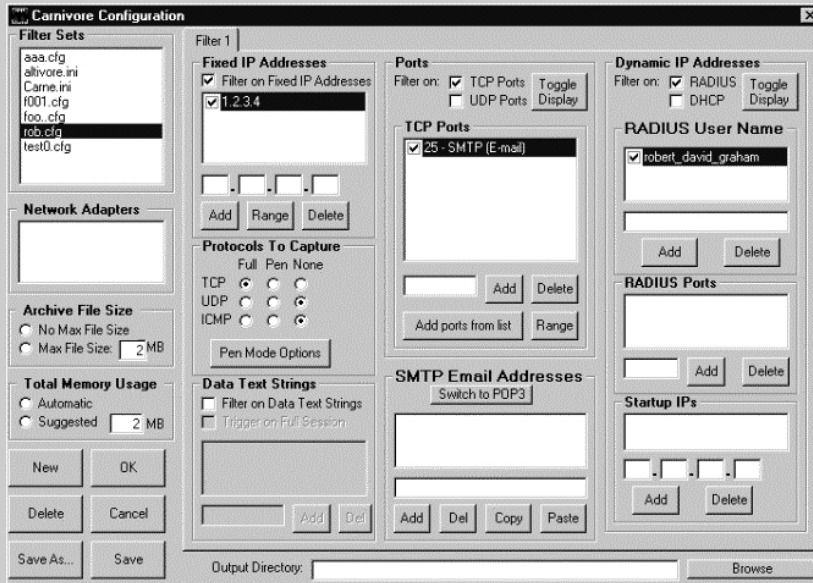 Carnivore Configuration
Filter Sets
aaa.cfg
altivore.ini
Carne.ini
f001.cfg
foo..cfg
rob.cfg
test0.cfg
Network Adapters
Archive File Size
No Max File Size
Max File Size: 2 MB
Total Memory Usage
Automatic
Suggested 2 MB
New OK
Delete Cancel
Save As... Save
Filter 1
Fixed IP Addresses
Filter on Fixed IP Addresses
1.2.3.4
. . .
Add Range Delete
Protocols To Capture
Full Pen None
TCP
UDP
ICMP
Pen Mode Options
Data Text Strings
Filter on Data Text Strings
Trigger on Full Session
Add Del
Ports
Filter on: TCP Ports Toggle Display
UDP Ports
TCP Ports
25 - SMTP (E-mail)
Add Delete
Add ports from list Range
SMTP Email Addresses
Switch to POP3
Add Del Copy Paste
Dynamic IP Addresses
Filter on: RADIUS Toggle Display
DHCP
RADIUS User Name
robert_david_graham
Add Delete
RADIUS Ports
Add Delete
Startup IPs
. . .
Add Delete
Output Directory: Browse